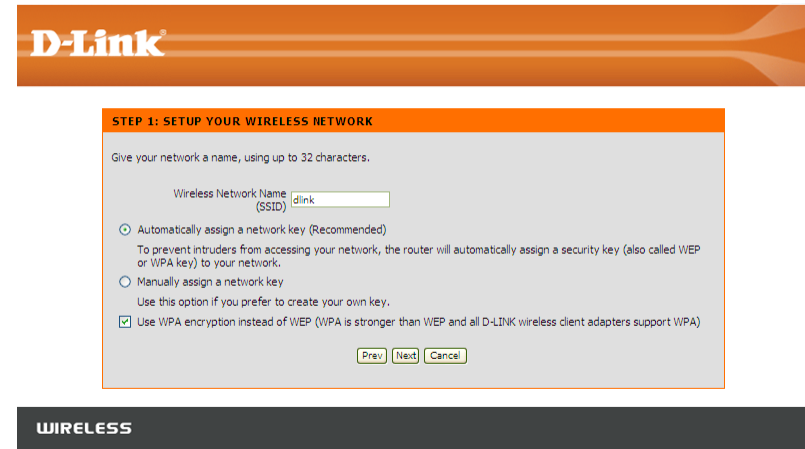 D-Link
STEP 1: SETUP YOUR WIRELESS NETWORK
Give your network a name, using up to 32 characters.
Wireless Network Name
(SSID)
dlink
Automatically assign a network key (Recommended)
To prevent intruders from accessing your network, the router will automatically assign a security key (also called WEP
or WPA key) to your network.
Manually assign a network key
Use this option if you prefer to create your own key.
Use WPA encryption instead of WEP (WPA is stronger than WEP and all D-LINK wireless client adapters support WPA)
Prev Next Cancel
WIRELESS